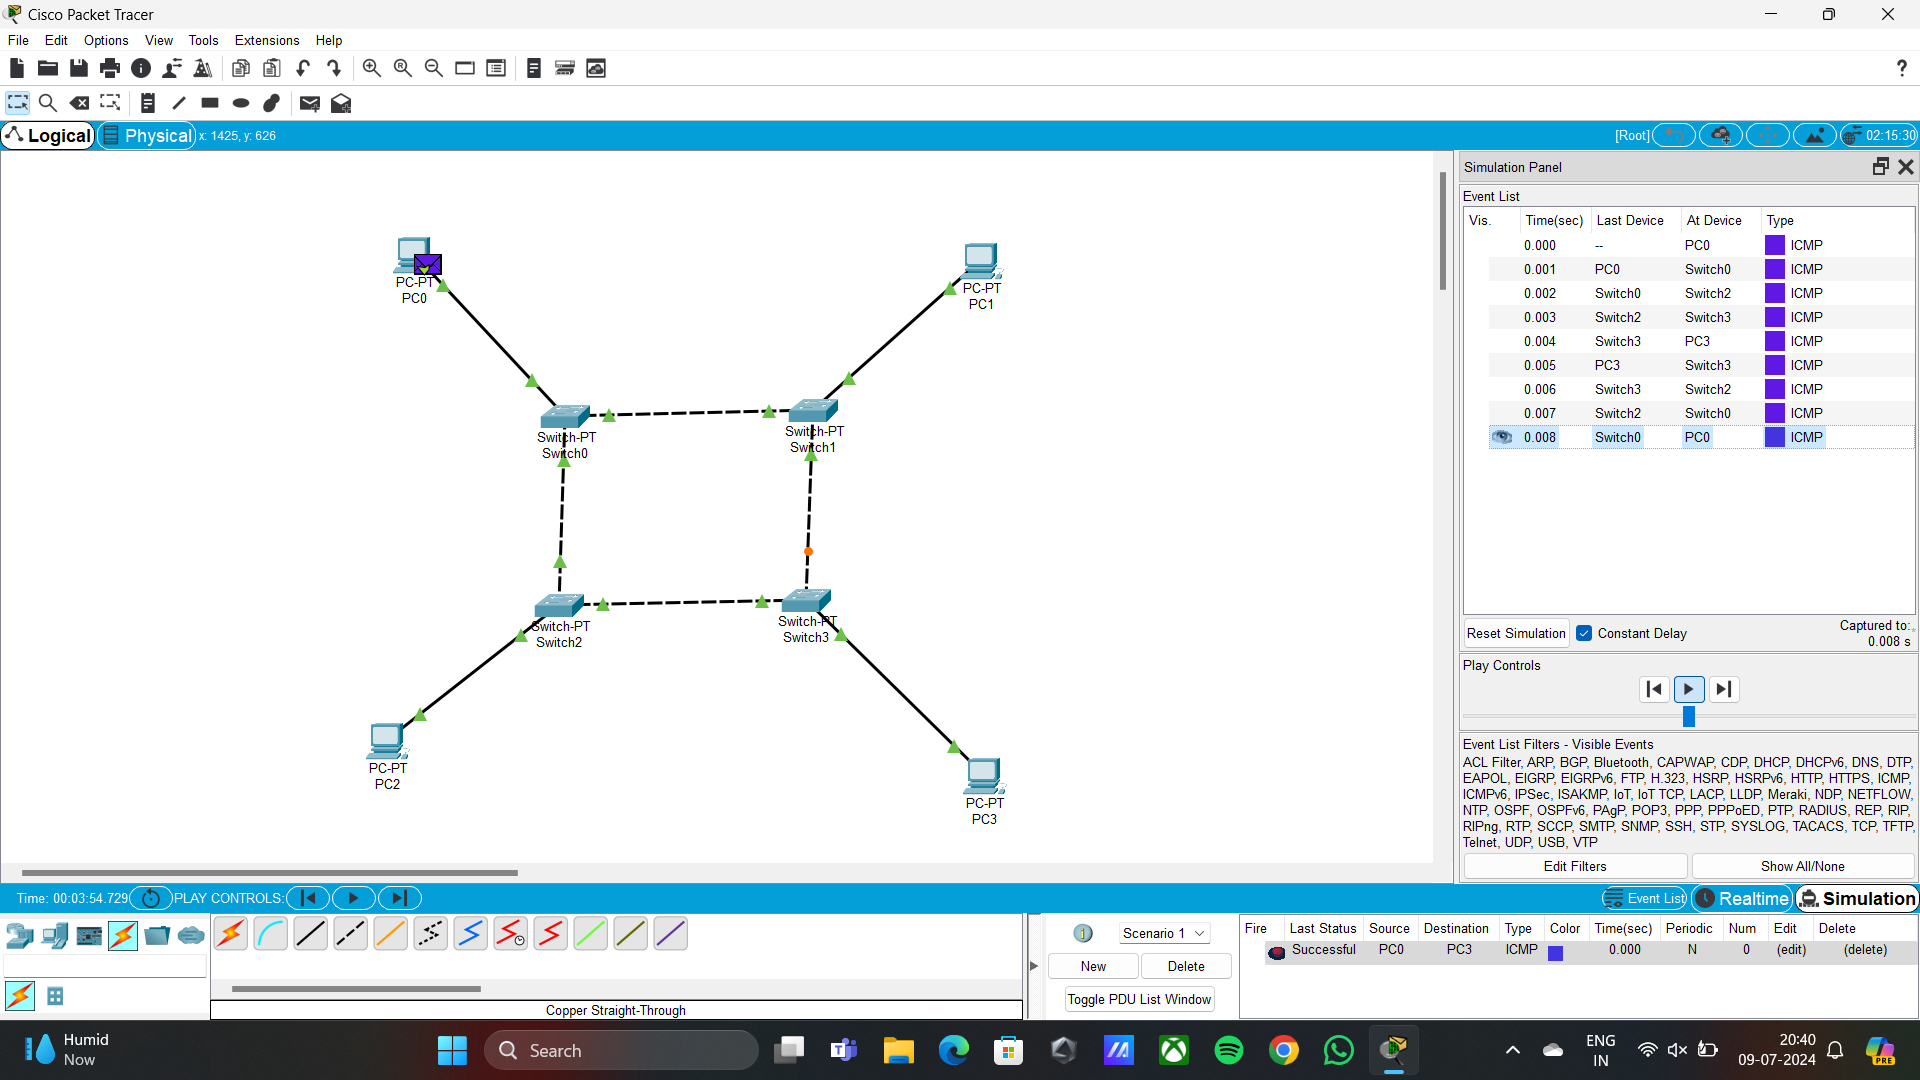 Cisco Packet Tracer
File Edit Options View Tools Extensions Help
?
Logical Physical x: 1425, y: 626 [Root] 02:15:30
Simulation Panel
Event List
Vis. Time(sec) Last Device At Device Type
0.000 -- PC0 ICMP
0.001 PC0 Switch0 ICMP
0.002 Switch0 Switch2 ICMP
0.003 Switch2 Switch3 ICMP
0.004 Switch3 PC3 ICMP
0.005 PC3 Switch3 ICMP
0.006 Switch3 Switch2 ICMP
0.007 Switch2 Switch0 ICMP
0.008 Switch0 PC0 ICMP
Reset Simulation Constant Delay Captured to:
0.008 s
Play Controls
Event List Filters - Visible Events
ACL Filter, ARP, BGP, Bluetooth, CAPWAP, CDP, DHCP, DHCPv6, DNS, DTP,
EAPOL, EIGRP, EIGRPv6, FTP, H.323, HSRP, HSRPv6, HTTP, HTTPS, ICMP,
ICMPv6, IPSec, ISAKMP, IoT, IoT TCP, LACP, LLDP, Meraki, NDP, NETFLOW,
NTP, OSPF, OSPFv6, PAgP, POP3, PPP, PPPoED, PTP, RADIUS, REP, RIP,
RIPng, RTP, SCCP, SMTP, SNMP, SSH, STP, SYSLOG, TACACS, TCP, TFTP,
Telnet, UDP, USB, VTP
Edit Filters Show All/None
PC-PT
PC0
PC-PT
PC1
Switch-PT
Switch0
Switch-PT
Switch1
Switch-PT
Switch2
Switch-PT
Switch3
PC-PT
PC2
PC-PT
PC3
Time: 00:03:54.729 PLAY CONTROLS: Event List Realtime Simulation
Copper Straight-Through
1 Scenario 1
New Delete
Toggle PDU List Window
Fire Last Status Source Destination Type Color Time(sec) Periodic Num Edit Delete
Successful PC0 PC3 ICMP 0.000 N 0 (edit) (delete)
Humid
Now
Search
ENG
IN
20:40
09-07-2024
PRE